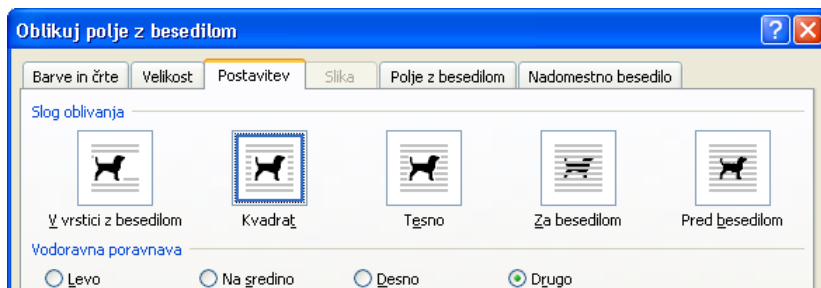 Oblikuj polje z besedilom
Barve in črte Velikost Postavitev Slika Polje z besedilom Nadomestno besedilo
Slog oblivanja
V vrstici z besedilom Kvadrat Tesno Za besedilom Pred besedilom
Vodoravna poravnava
Levo Na sredino Desno Drugo